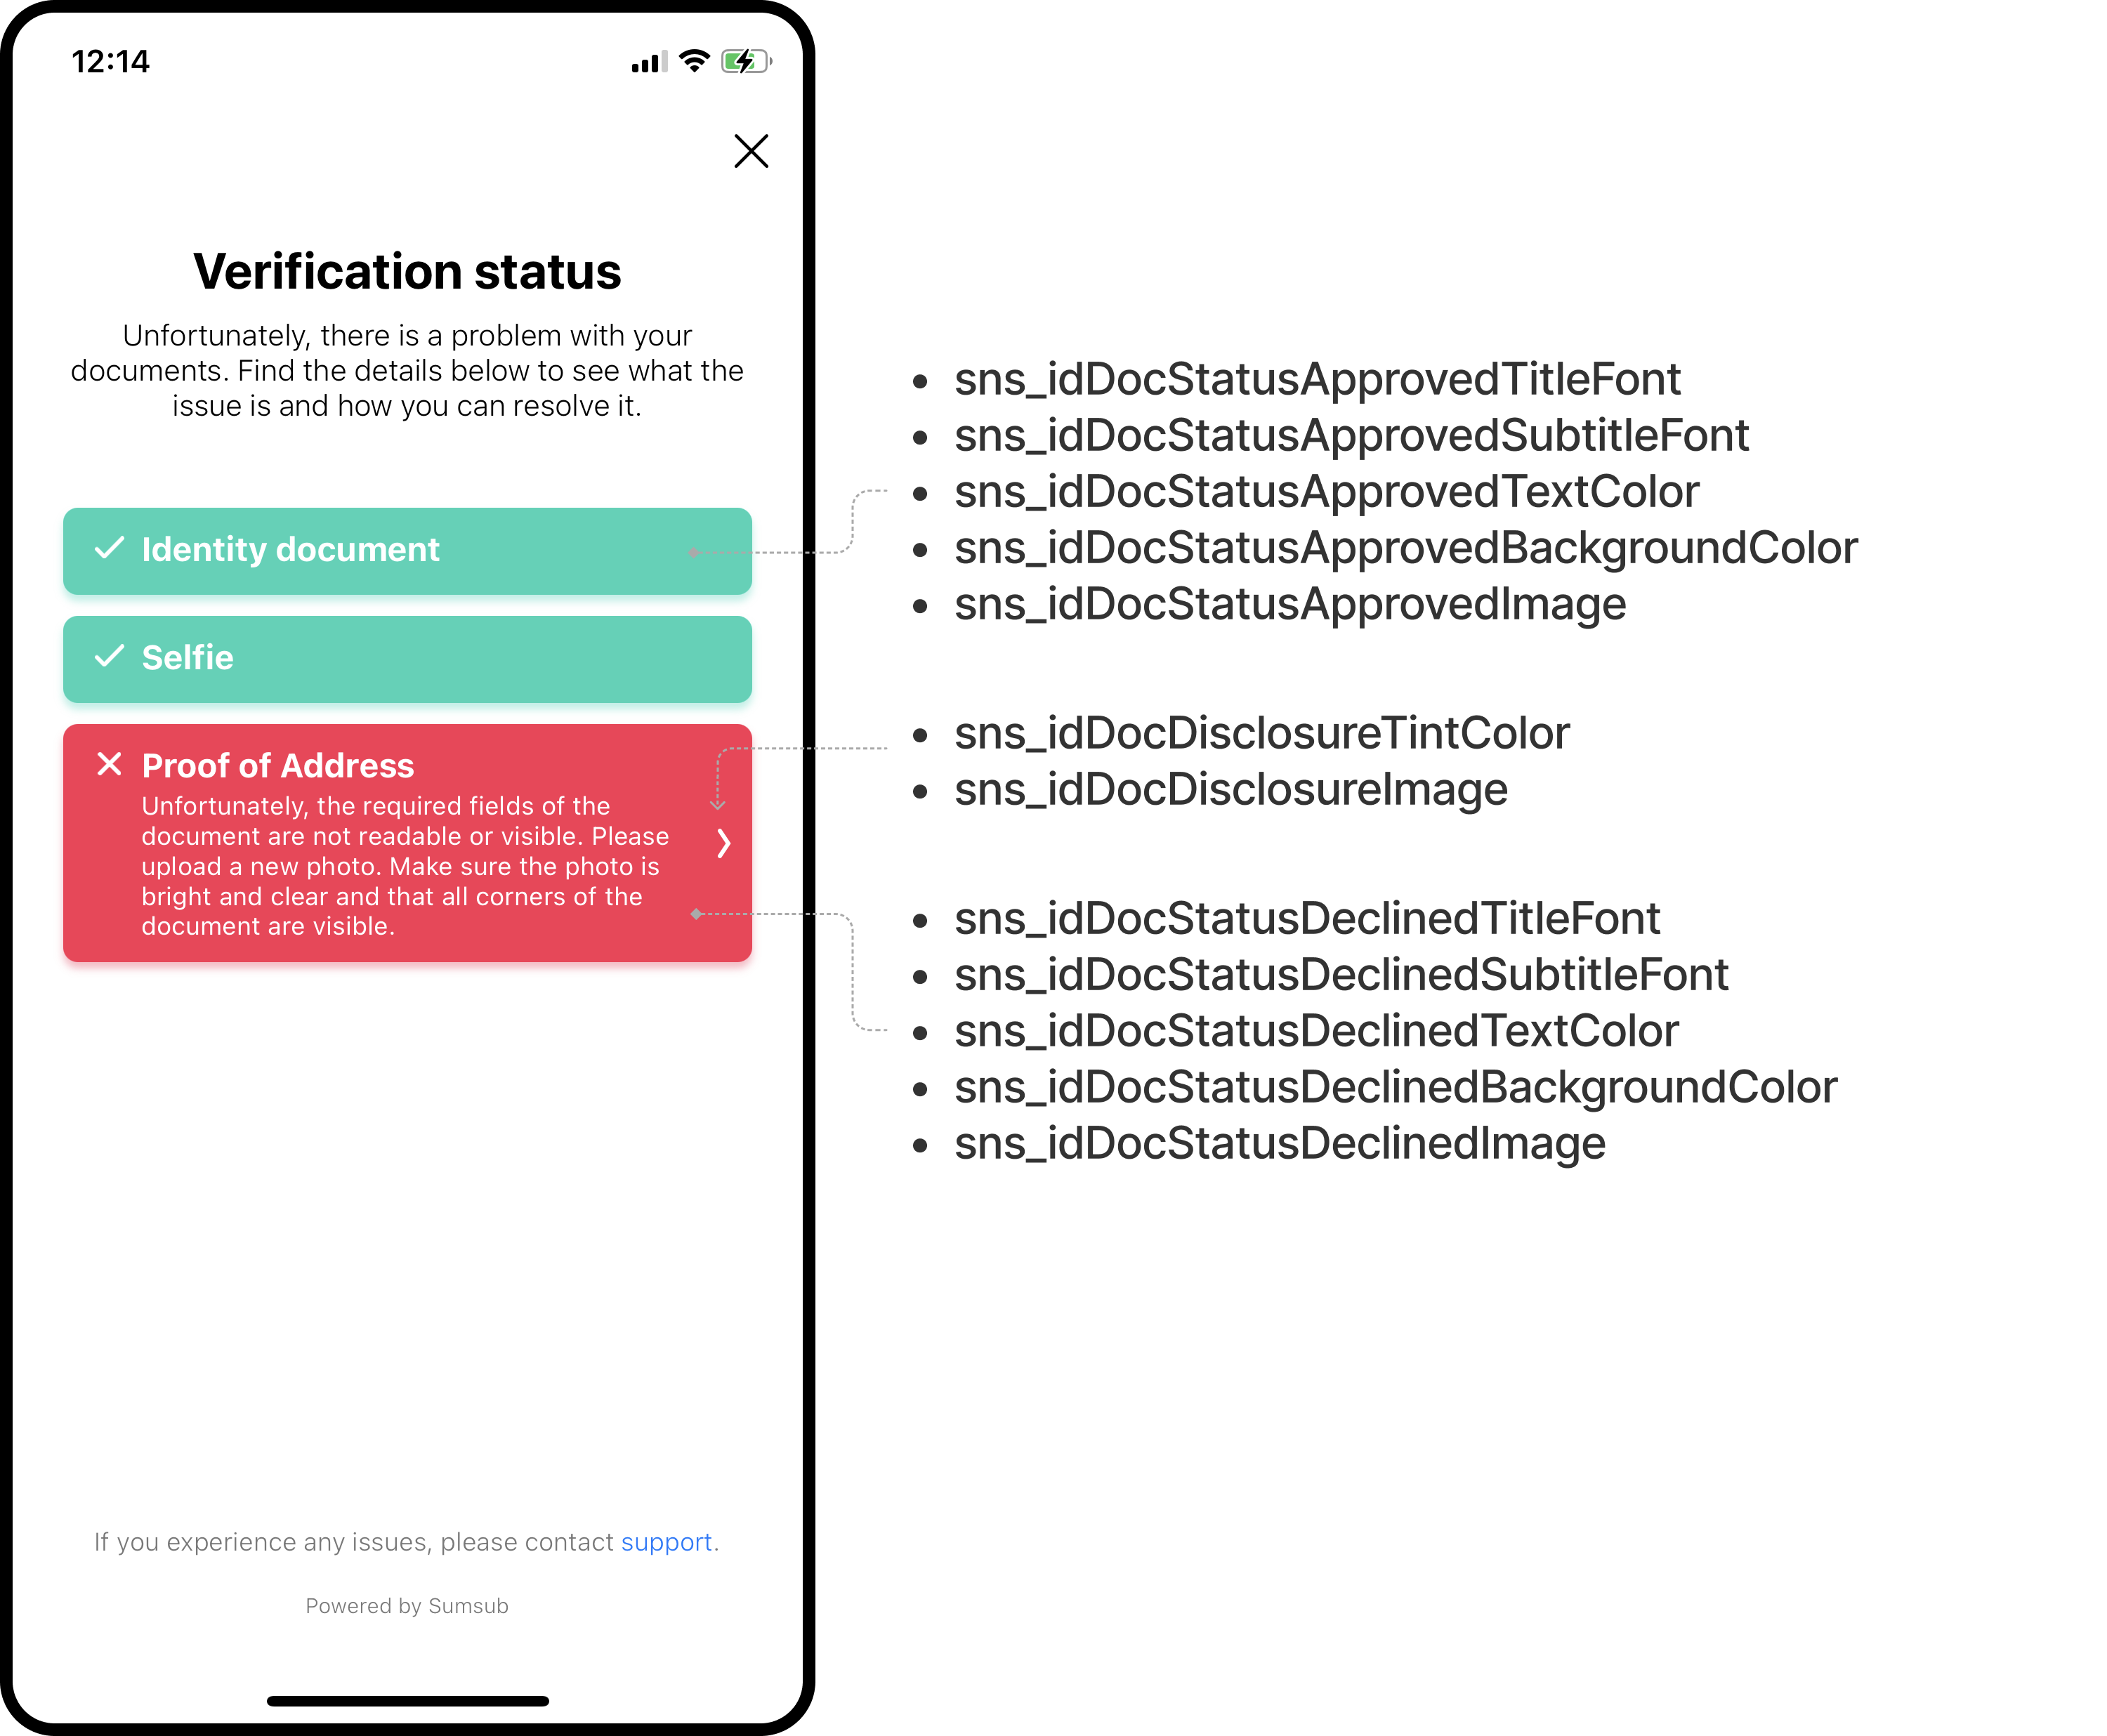 12:14
Verification status
Unfortunately, there is a problem with your
documents. Find the details below to see what the
issue is and how you can resolve it.
Identity document
Selfie
Proof of Address
Unfortunately, the required fields of the
document are not readable or visible. Please
upload a new photo. Make sure the photo is
bright and clear and that all corners of the
document are visible.
If you experience any issues, please contact support.
Powered by Sumsub
• sns_idDocStatusApprovedTitleFont
• sns_idDocStatusApprovedSubtitleFont
• sns_idDocStatusApprovedTextColor
• sns_idDocStatusApprovedBackgroundColor
• sns_idDocStatusApprovedImage
• sns_idDocDisclosureTintColor
• sns_idDocDisclosureImage
• sns_idDocStatusDeclinedTitleFont
• sns_idDocStatusDeclinedSubtitleFont
• sns_idDocStatusDeclinedTextColor
• sns_idDocStatusDeclinedBackgroundColor
• sns_idDocStatusDeclinedImage